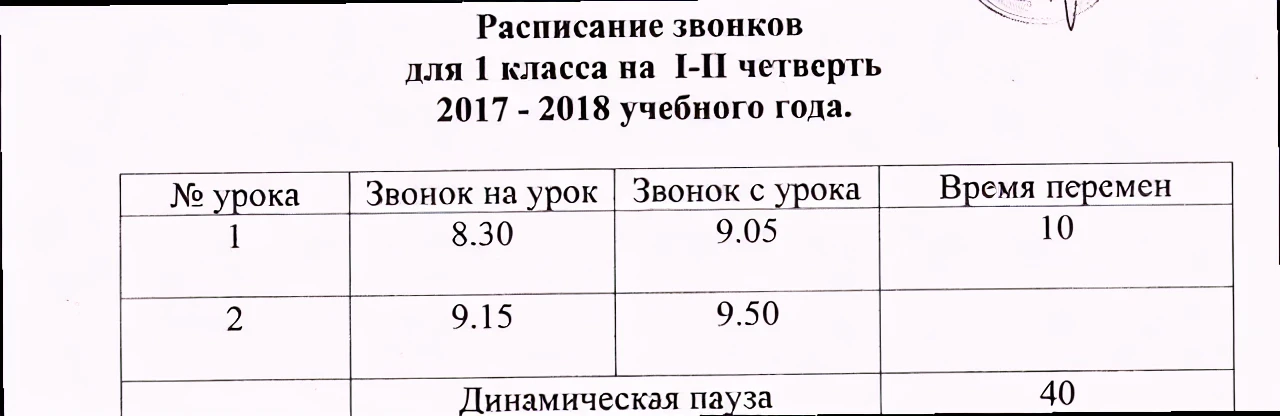 Расписание звонков
для 1 класса на I-II четверть
2017 - 2018 учебного года.
№ урока Звонок на урок Звонок с урока Время перемен
1 8.30 9.05 10
2 9.15 9.50
Динамическая пауза 40